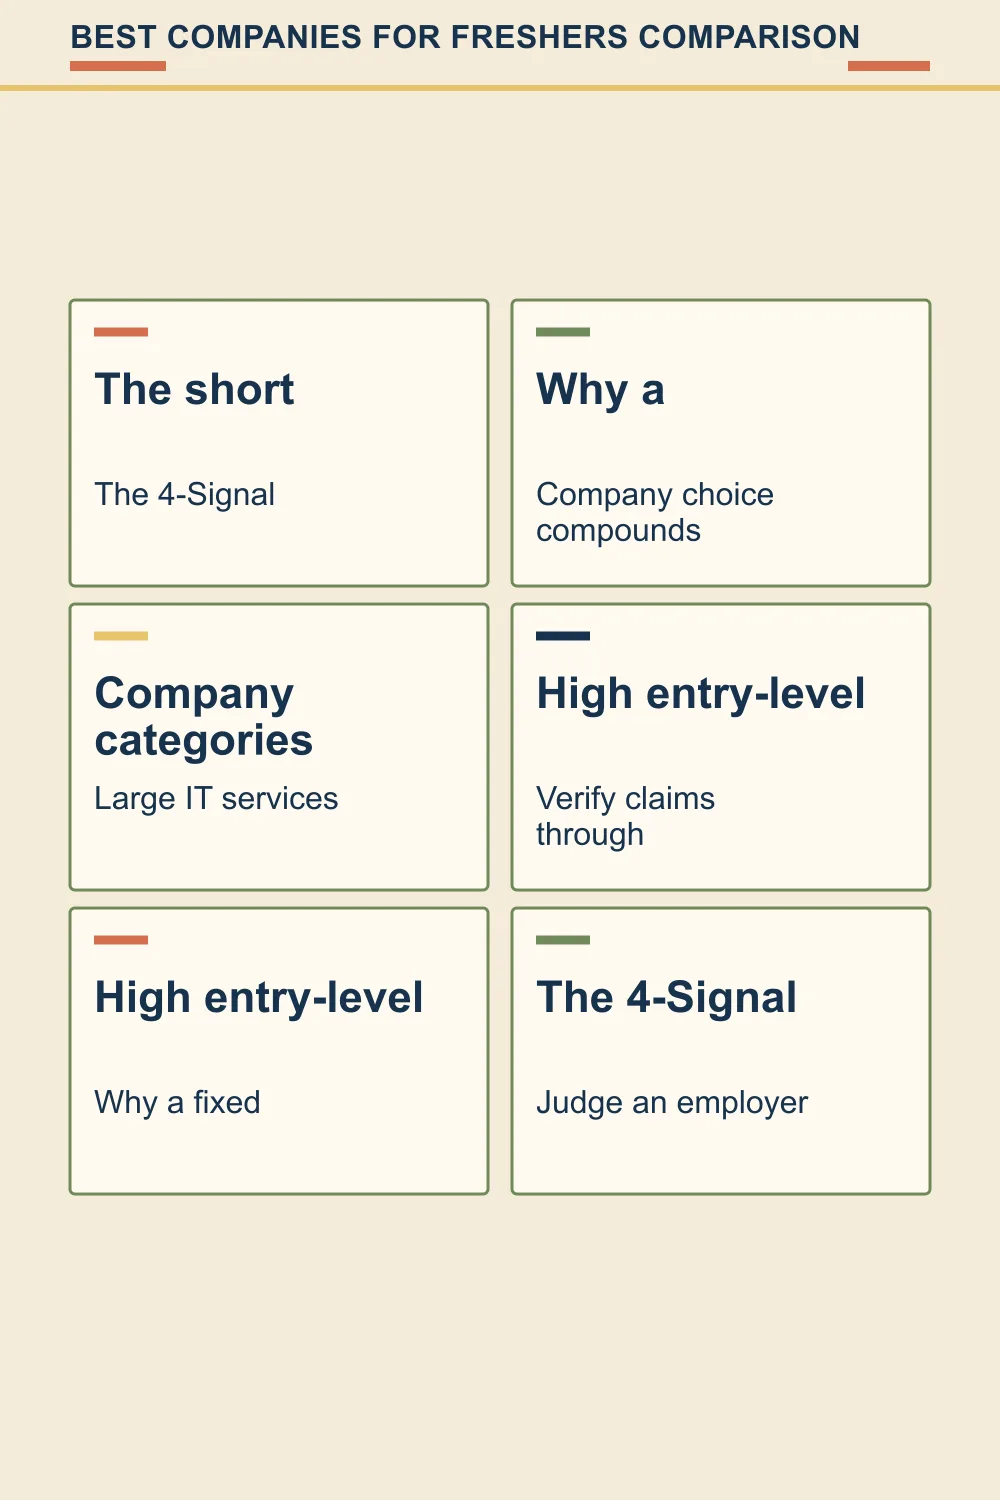 BEST COMPANIES FOR FRESHERS COMPARISON
The short
The 4-Signal
Why a
Company choice
compounds
Company
categories
Large IT services
High entry-level
Verify claims
through
High entry-level
Why a fixed
The 4-Signal
Judge an employer